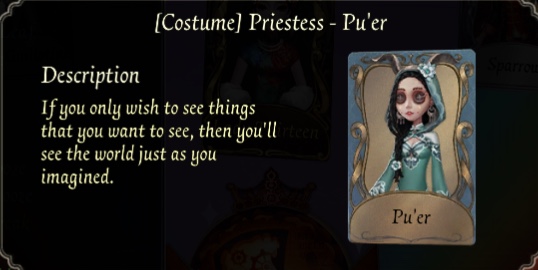 [Costume] Priestess - Pu'er
Description
If you only wish to see things
that you want to see, then you'll
see the world just as you
imagined.
Pu'er
Sparrow